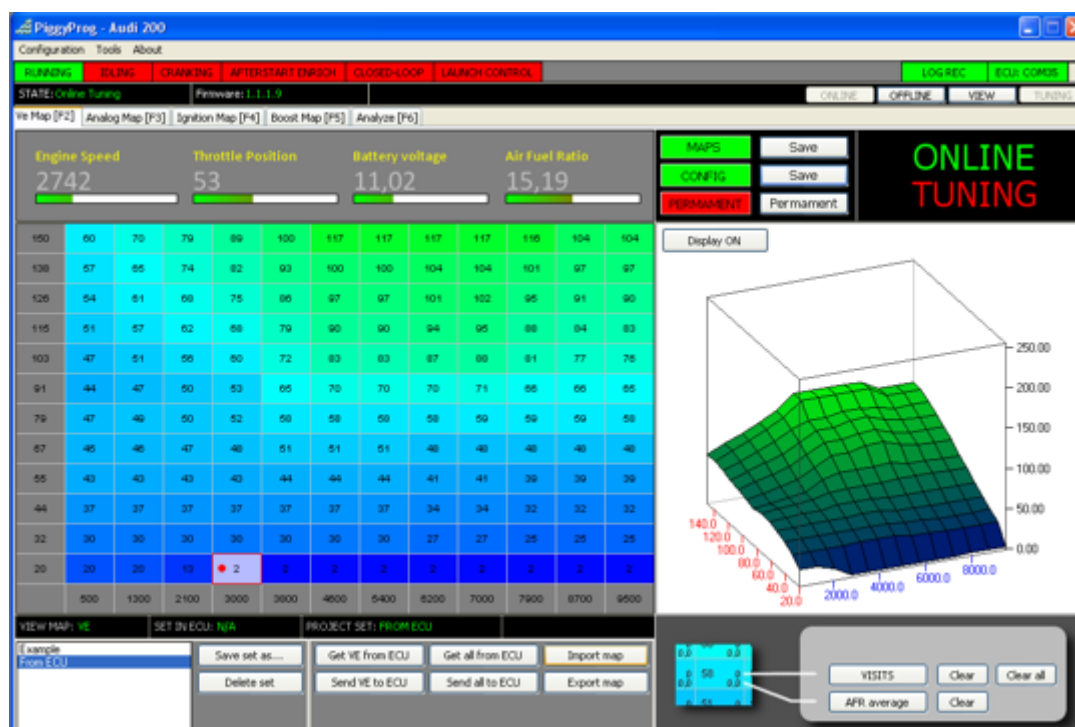 PiggyProg - Audi 200
Configuration Tools About
RUNNING IDLING CRANKING AFTERSTART ENRICH CLOSED-LOOP LAUNCH CONTROL LOG REC ECU: COM35
STATE: Online Tuning Firmware: 1.1.1.9 ONLINE OFFLINE VIEW TUNING
Ve Map [F2] Analog Map [F3] Ignition Map [F4] Boost Map [F5] Analyze [F6]
Engine Speed Throttle Position Battery voltage Air Fuel Ratio
2742 53 11,02 15,19
MAPS Save
CONFIG Save
PERMAMENT Permament
ONLINE
TUNING
Display ON
150 60 70 79 89 100 117 117 117 117 116 104 104
138 57 65 74 82 93 100 100 104 104 101 97 97
126 54 61 68 75 86 97 97 101 102 95 91 90
115 51 57 62 68 79 90 90 94 95 88 84 83
103 47 51 56 60 72 83 83 87 88 81 77 76
91 44 47 50 53 65 70 70 70 71 66 66 65
79 47 49 50 52 58 58 58 58 59 59 59 58
67 46 46 47 48 51 51 51 48 48 48 48 48
55 43 43 43 43 44 44 44 41 41 39 39 39
44 37 37 37 37 37 37 37 34 34 32 32 32
32 30 30 30 30 30 30 30 27 27 25 25 25
20 20 20 13 2 2 2 2 2 2 2 2 2
500 1300 2100 3000 3800 4600 5400 6200 7000 7900 8700 9500
250.00
200.00
150.00
100.00
50.00
0.00
140.0
120.0
100.0
80.0
60.0
40.0
20.0
2000.0
4000.0
6000.0
8000.0
VIEW MAP: VE SET IN ECU: N/A PROJECT SET: FROM ECU
Example
From ECU
Save set as.... Get VE from ECU Get all from ECU Import map
Delete set Send VE to ECU Send all to ECU Export map
0,0 0,0
0 58 0
0,0 0,0
0 51 0
VISITS Clear Clear all
AFR average Clear